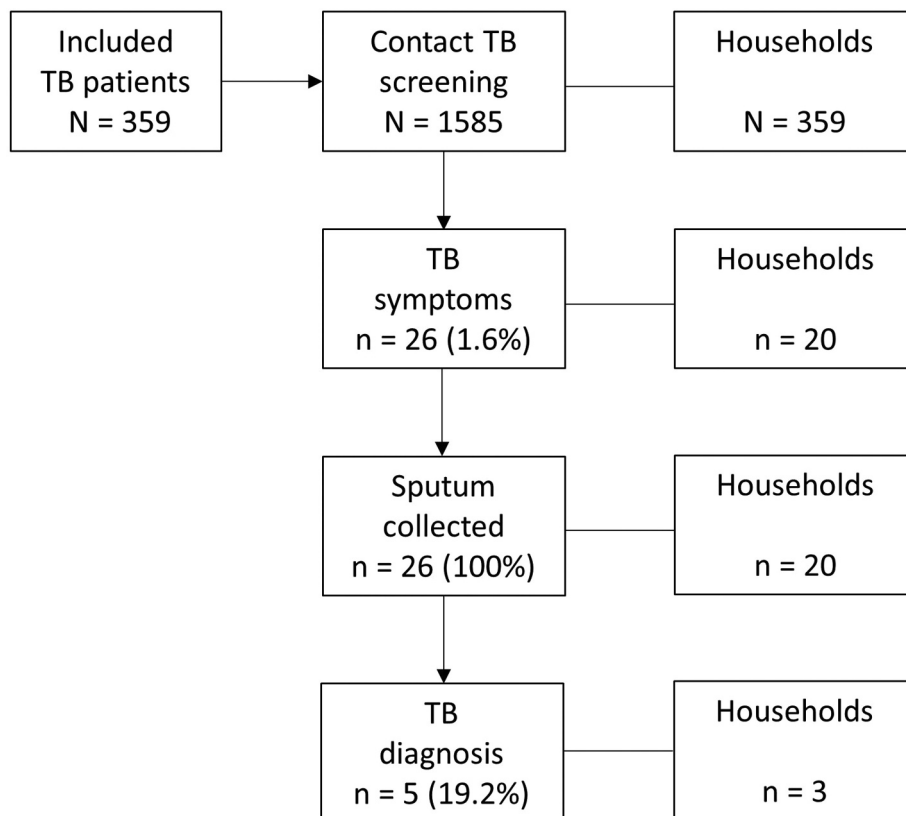 Included
TB patients
N = 359
Contact TB
screening
N = 1585
Households
N = 359
TB
symptoms
n = 26 (1.6%)
Households
n = 20
Sputum
collected
n = 26 (100%)
Households
n = 20
TB
diagnosis
n = 5 (19.2%)
Households
n = 3